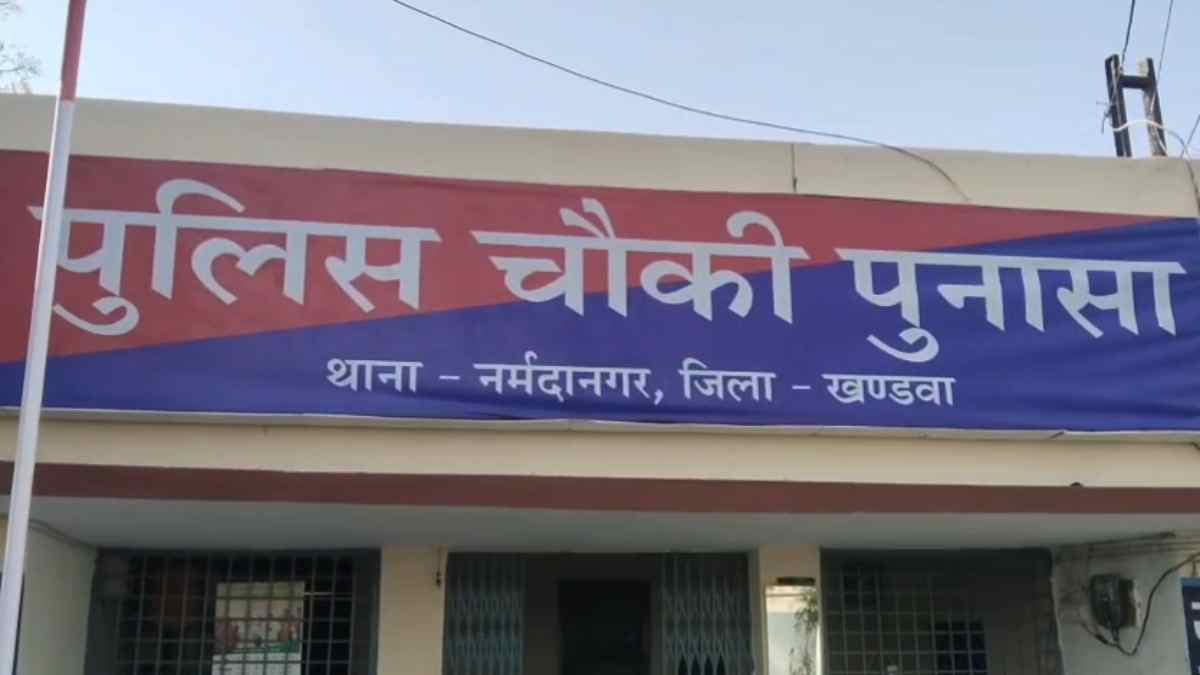 पुलिस चौकी पुनासा
थाना - नर्मदानगर, जिला - खण्डवा